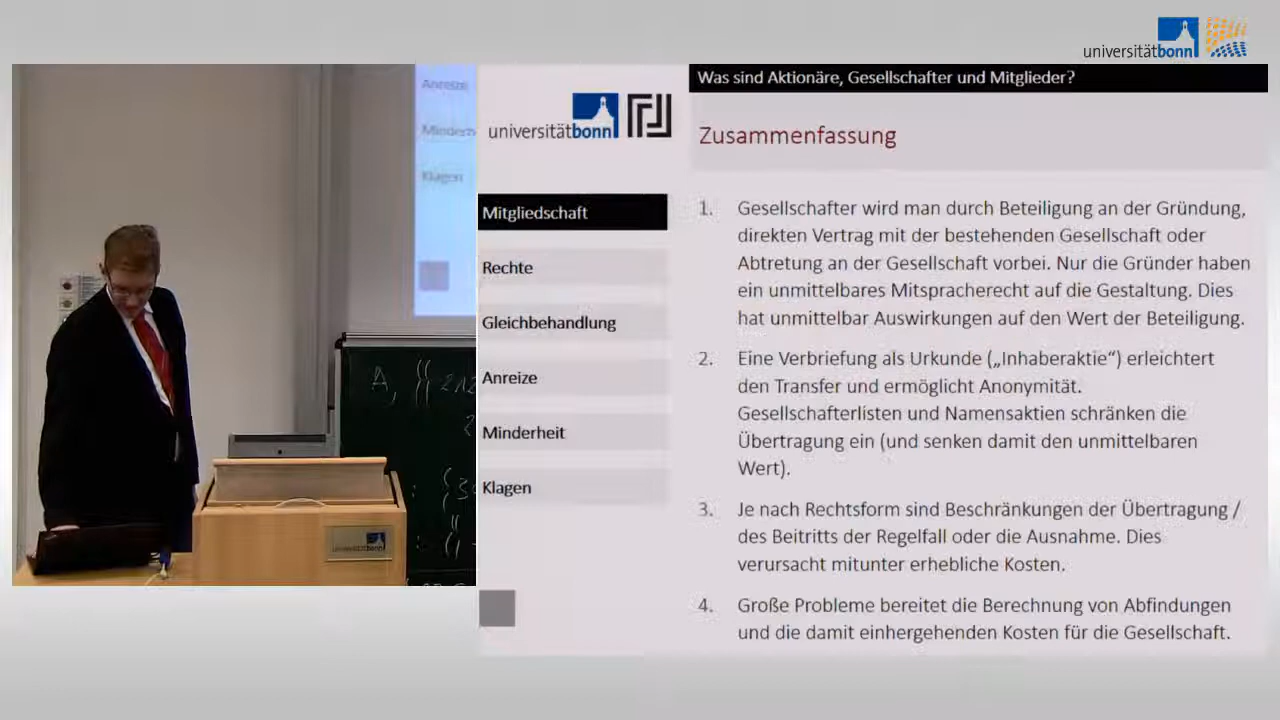 universitätbonn
Was sind Aktionäre, Gesellschafter und Mitglieder?
universitätbonn
Zusammenfassung
Mitgliedschaft
Rechte
Gleichbehandlung
Anreize
Minderheit
Klagen
1. Gesellschafter wird man durch Beteiligung an der Gründung,
direkten Vertrag mit der bestehenden Gesellschaft oder
Abtretung an der Gesellschaft vorbei. Nur die Gründer haben
ein unmittelbares Mitspracherecht auf die Gestaltung. Dies
hat unmittelbar Auswirkungen auf den Wert der Beteiligung.
2. Eine Verbriefung als Urkunde („Inhaberaktie“) erleichtert
den Transfer und ermöglicht Anonymität.
Gesellschafterlisten und Namensaktien schränken die
Übertragung ein (und senken damit den unmittelbaren
Wert).
3. Je nach Rechtsform sind Beschränkungen der Übertragung /
des Beitritts der Regelfall oder die Ausnahme. Dies
verursacht mitunter erhebliche Kosten.
4. Große Probleme bereitet die Berechnung von Abfindungen
und die damit einhergehenden Kosten für die Gesellschaft.
Anreize
Klagen
universitätbonn